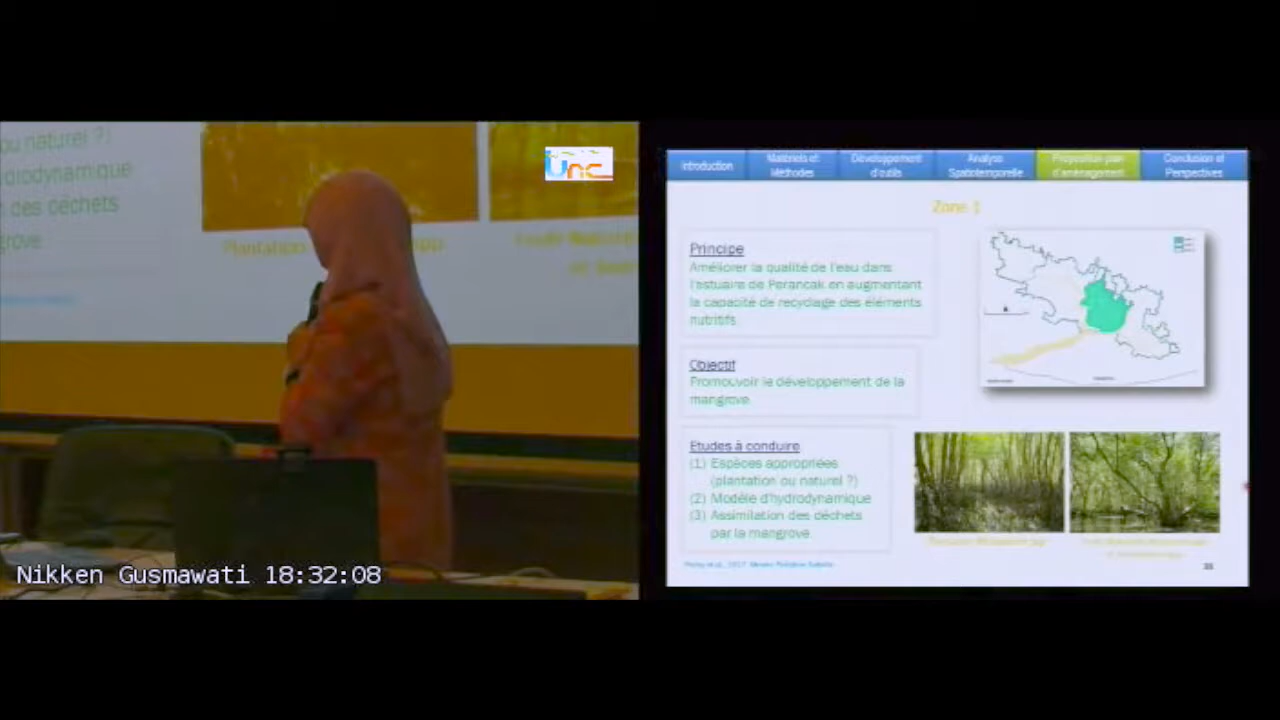 ou naturel ?)
des déchets
Plantation
Unc
Nikken Gusmawati 18:32:08
Introduction
Matériels et
Méthodes
Développement
d'outils
Analyse
Spatiotemporelle
Proposition plan
d'aménagement
Conclusion et
Perspectives
Zone 1
Principe
Améliorer la qualité de l'eau dans
l'estuaire de Perancak en augmentant
la capacité de recyclage des éléments
nutritifs
Objectif
Promouvoir le développement de la
mangrove
Etudes à conduire
(1) Espèces appropriées
(plantation ou naturel ?)
(2) Modèle d'hydrodynamique
(3) Assimilation des déchets
par la mangrove